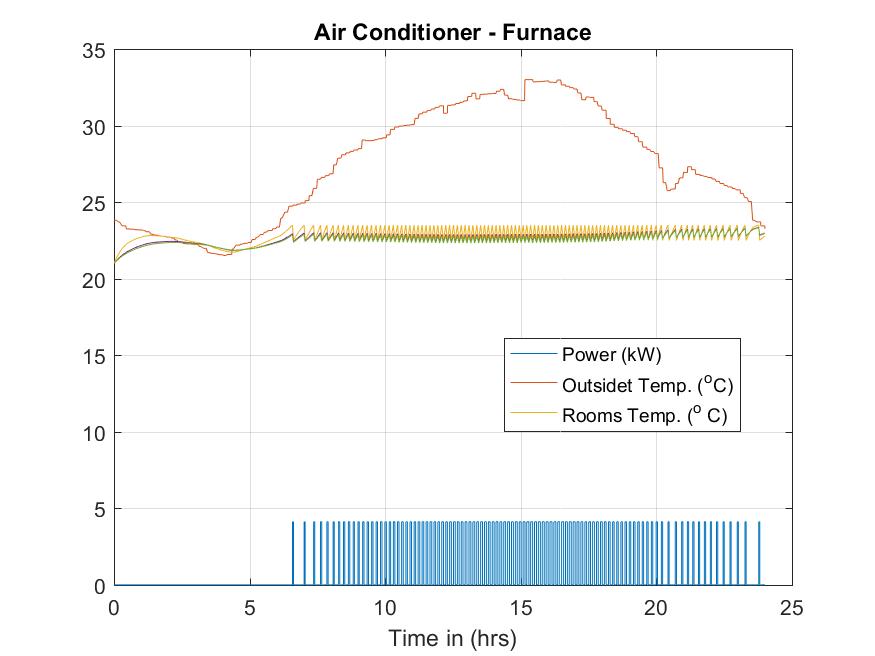 Air Conditioner - Furnace
35
30
25
20
15
10
5
0
Power (kW)
Outsidet Temp. (oC)
Rooms Temp. (o C)
0 5 10 15 20 25
Time in (hrs)